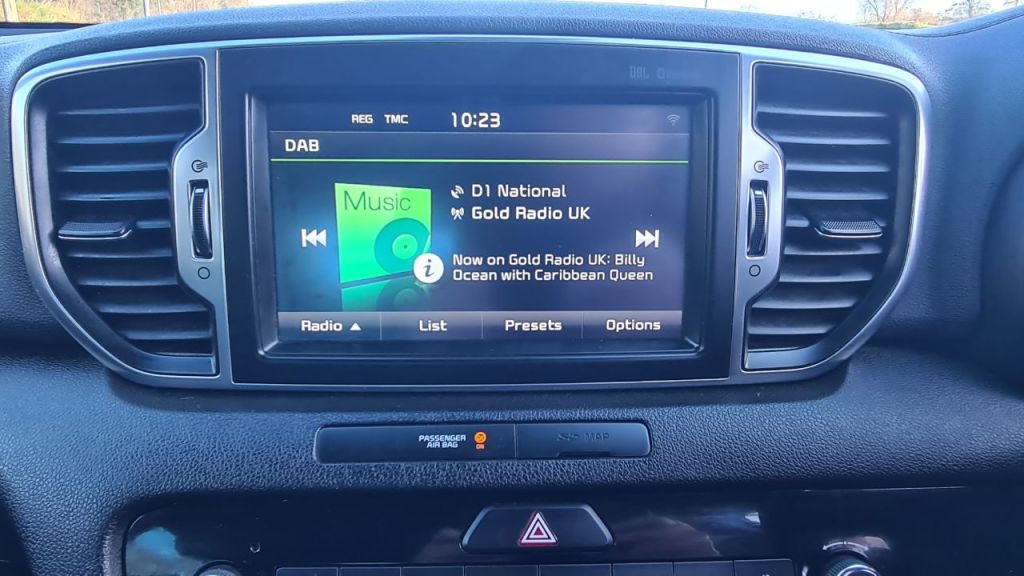 JBL
REG TMC 10:23
DAB
Music
D1 National
Gold Radio UK
i
Now on Gold Radio UK: Billy
Ocean with Caribbean Queen
Radio List Presets Options
PASSENGER
AIR BAG
ON
MAP